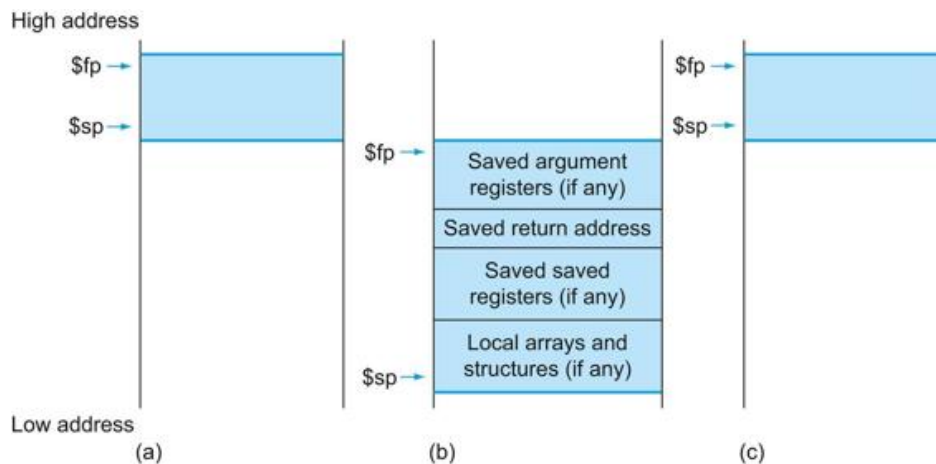 High address
$fp
$sp
$fp
Saved argument
registers (if any)
Saved return address
Saved saved
registers (if any)
Local arrays and
structures (if any)
$sp
$fp
$sp
Low address
(a)
(b)
(c)